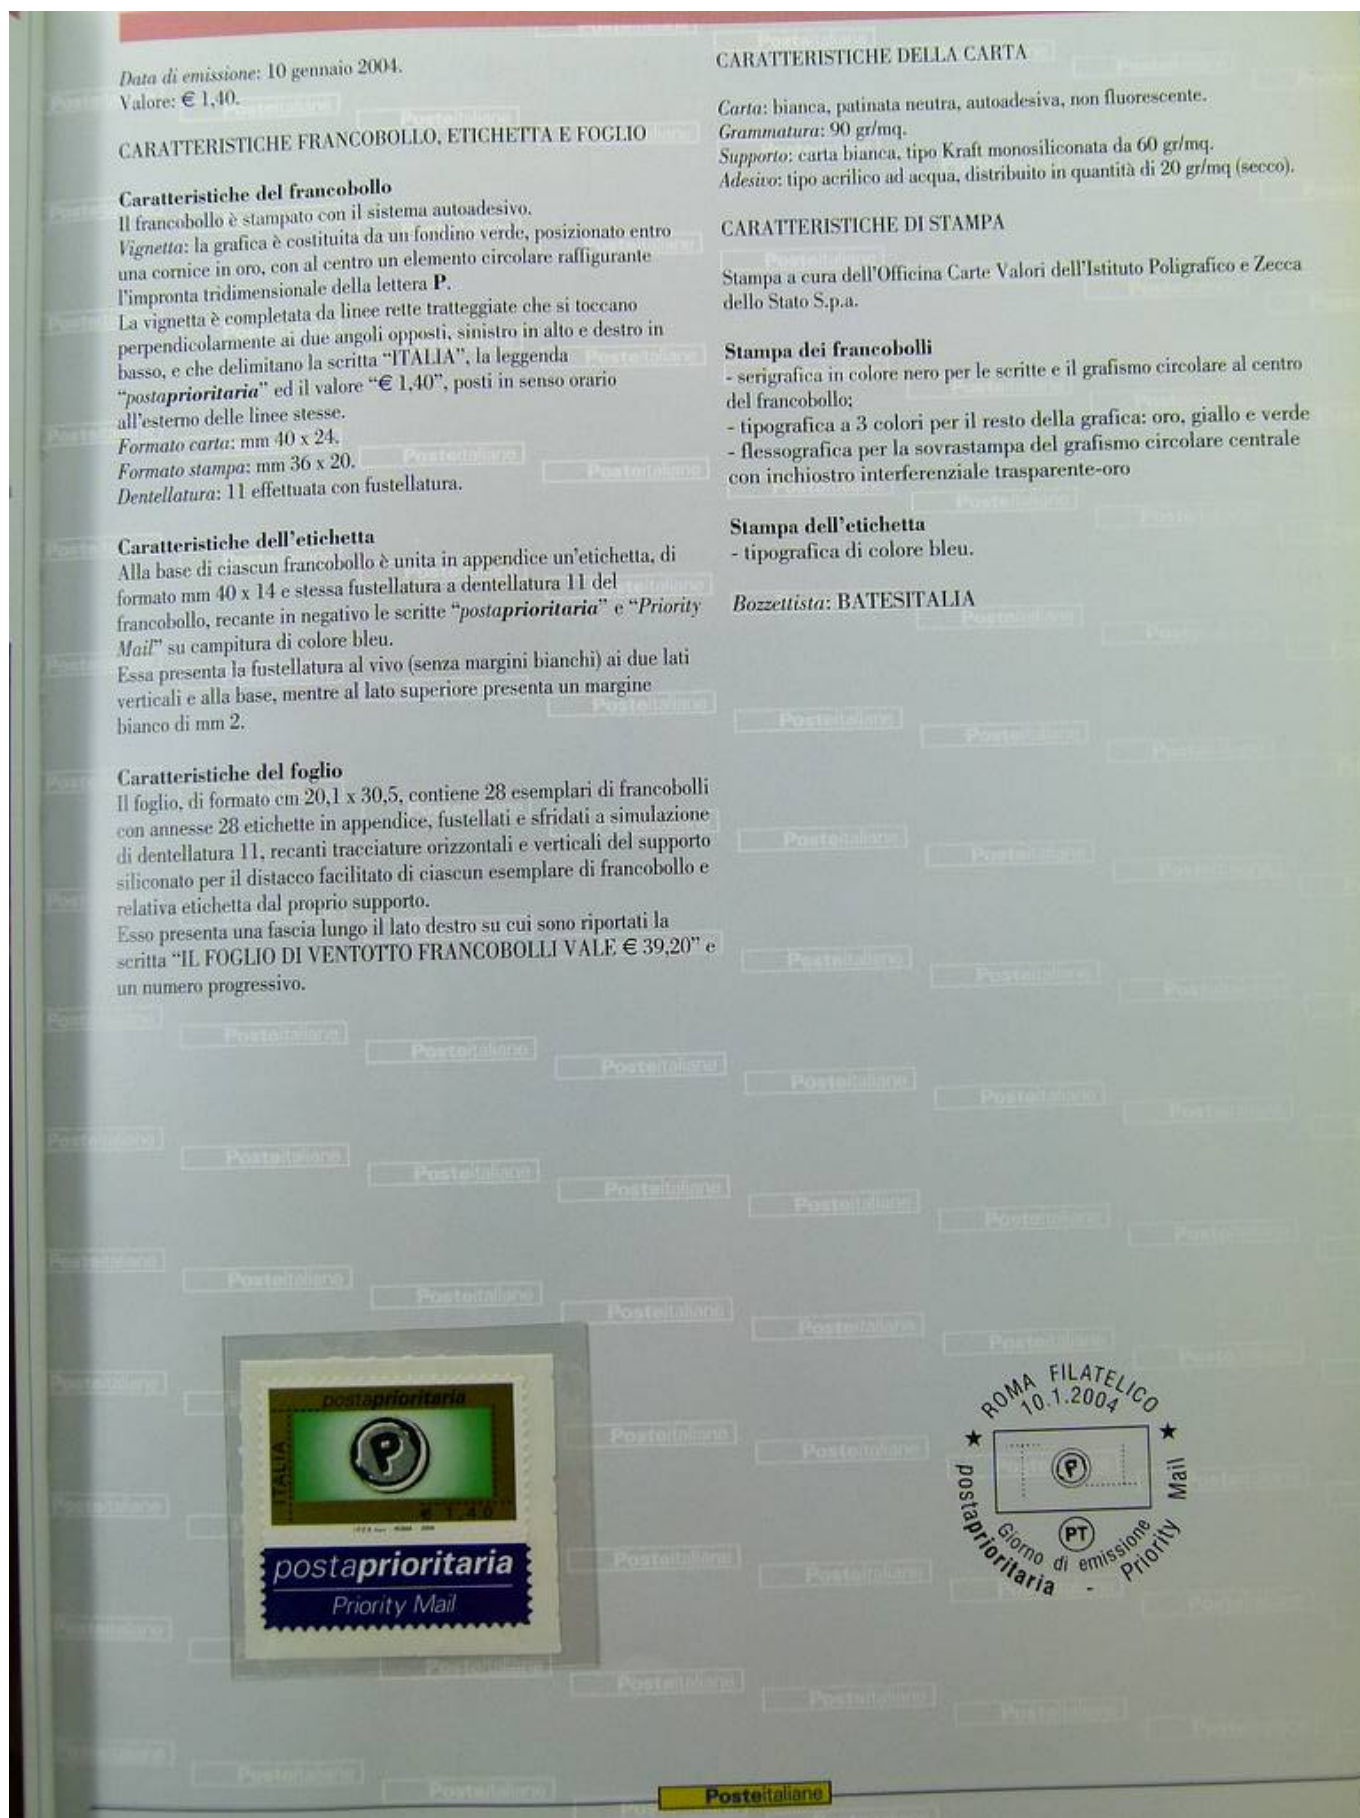 Data di emissione: 10 gennaio 2004.
Valore: € 1,40.
CARATTERISTICHE FRANCOBOLLO, ETICHETTA E FOGLIO
Caratteristiche del francobollo
Il francobollo è stampato con il sistema autoadesivo.
Vignetta: la grafica è costituita da un fondino verde, posizionato entro
una cornice in oro, con al centro un elemento circolare raffigurante
l'impronta tridimensionale della lettera P.
La vignetta è completata da linee rette tratteggiate che si toccano
perpendicolarmente ai due angoli opposti, sinistro in alto e destro in
basso, e che delimitano la scritta “ITALIA”, la leggenda
“postaprioritaria” ed il valore “€ 1,40”, posti in senso orario
all'esterno delle linee stesse.
Formato carta: mm 40 x 24.
Formato stampa: mm 36 x 20.
Dentellatura: 11 effettuata con fustellatura.
Caratteristiche dell'etichetta
Alla base di ciascun francobollo è unita in appendice un'etichetta, di
formato mm 40 x 14 e stessa fustellatura a dentellatura 11 del
francobollo, recante in negativo le scritte “postaprioritaria” e “Priority
Mail” su campitura di colore bleu.
Essa presenta la fustellatura al vivo (senza margini bianchi) ai due lati
verticali e alla base, mentre al lato superiore presenta un margine
bianco di mm 2.
Caratteristiche del foglio
Il foglio, di formato cm 20,1 x 30,5, contiene 28 esemplari di francobolli
con annesse 28 etichette in appendice, fustellati e sfridati a simulazione
di dentellatura 11, recanti tracciature orizzontali e verticali del supporto
siliconato per il distacco facilitato di ciascun esemplare di francobollo e
relativa etichetta dal proprio supporto.
Esso presenta una fascia lungo il lato destro su cui sono riportati la
scritta “IL FOGLIO DI VENTOTTO FRANCOBOLLI VALE € 39,20” e
un numero progressivo.
CARATTERISTICHE DELLA CARTA
Carta: bianca, patinata neutra, autoadesiva, non fluorescente.
Grammatura: 90 gr/mq.
Supporto: carta bianca, tipo Kraft monosiliconata da 60 gr/mq.
Adesivo: tipo acrilico ad acqua, distribuito in quantità di 20 gr/mq (secco).
CARATTERISTICHE DI STAMPA
Stampa a cura dell'Officina Carte Valori dell'Istituto Poligrafico e Zecca
dello Stato S.p.a.
Stampa dei francobolli
- serigrafica in colore nero per le scritte e il grafismo circolare al centro
del francobollo;
- tipografica a 3 colori per il resto della grafica: oro, giallo e verde
- flessografica per la sovrastampa del grafismo circolare centrale
con inchiostro interferenziale trasparente-oro
Stampa dell'etichetta
- tipografica di colore bleu.
Bozzettista: BATESITALIA
postaprioritaria
ITALIA
P
€ 1,40
postaprioritaria
Priority Mail
ROMA FILATELICO
10.1.2004
P
PT
Giorno di emissione
postaprioritaria - Priority Mail
Posteitaliane